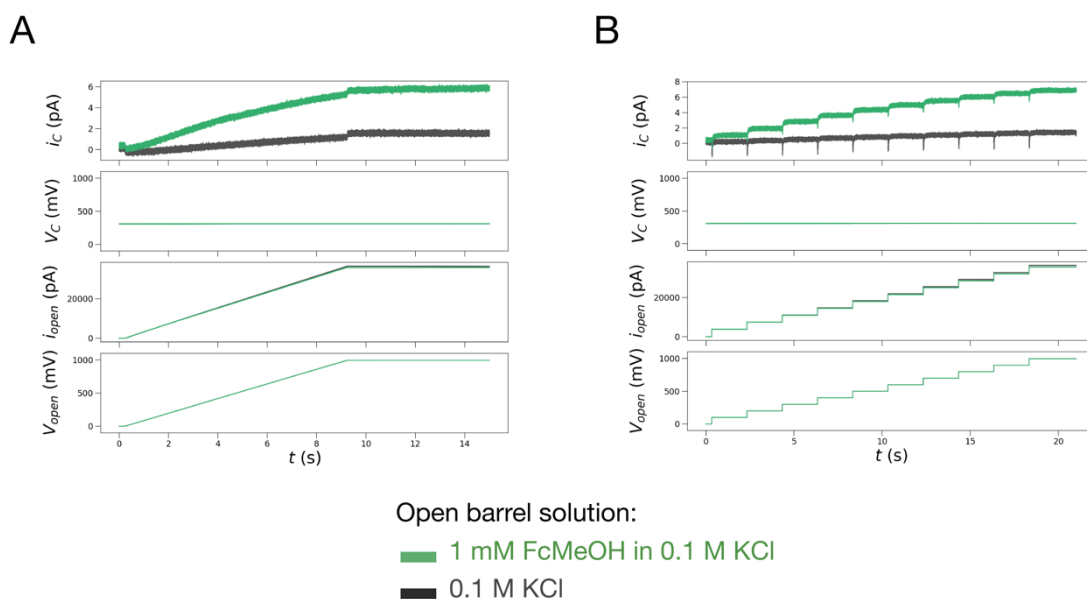 A
B
i_C (pA)
6
4
2
0
V_C (mV)
1000
500
0
i_open (pA)
20000
0
V_open (mV)
1000
500
0
0 2 4 6 8 10 12 14
t (s)
i_C (pA)
8
6
4
2
0
V_C (mV)
1000
500
0
i_open (pA)
20000
0
V_open (mV)
1000
500
0
0 5 10 15 20
t (s)
Open barrel solution:
1 mM FcMeOH in 0.1 M KCl
0.1 M KCl